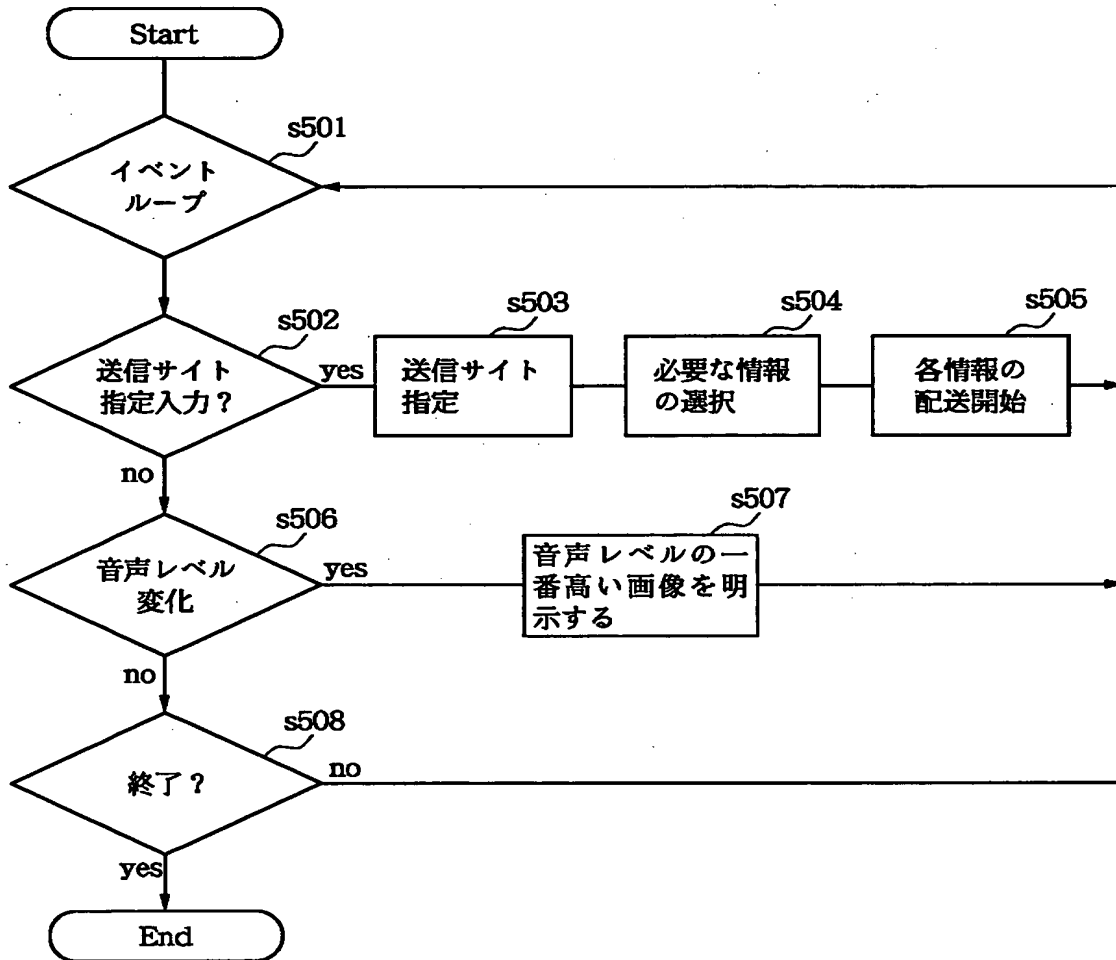 Start
s501
イベント
ループ
s502
送信サイト
指定入力？
yes
s503
送信サイト
指定
s504
必要な情報
の選択
s505
各情報の
配送開始
no
s506
音声レベル
変化
yes
s507
音声レベルの一
番高い画像を明
示する
no
s508
終了？
no
yes
End